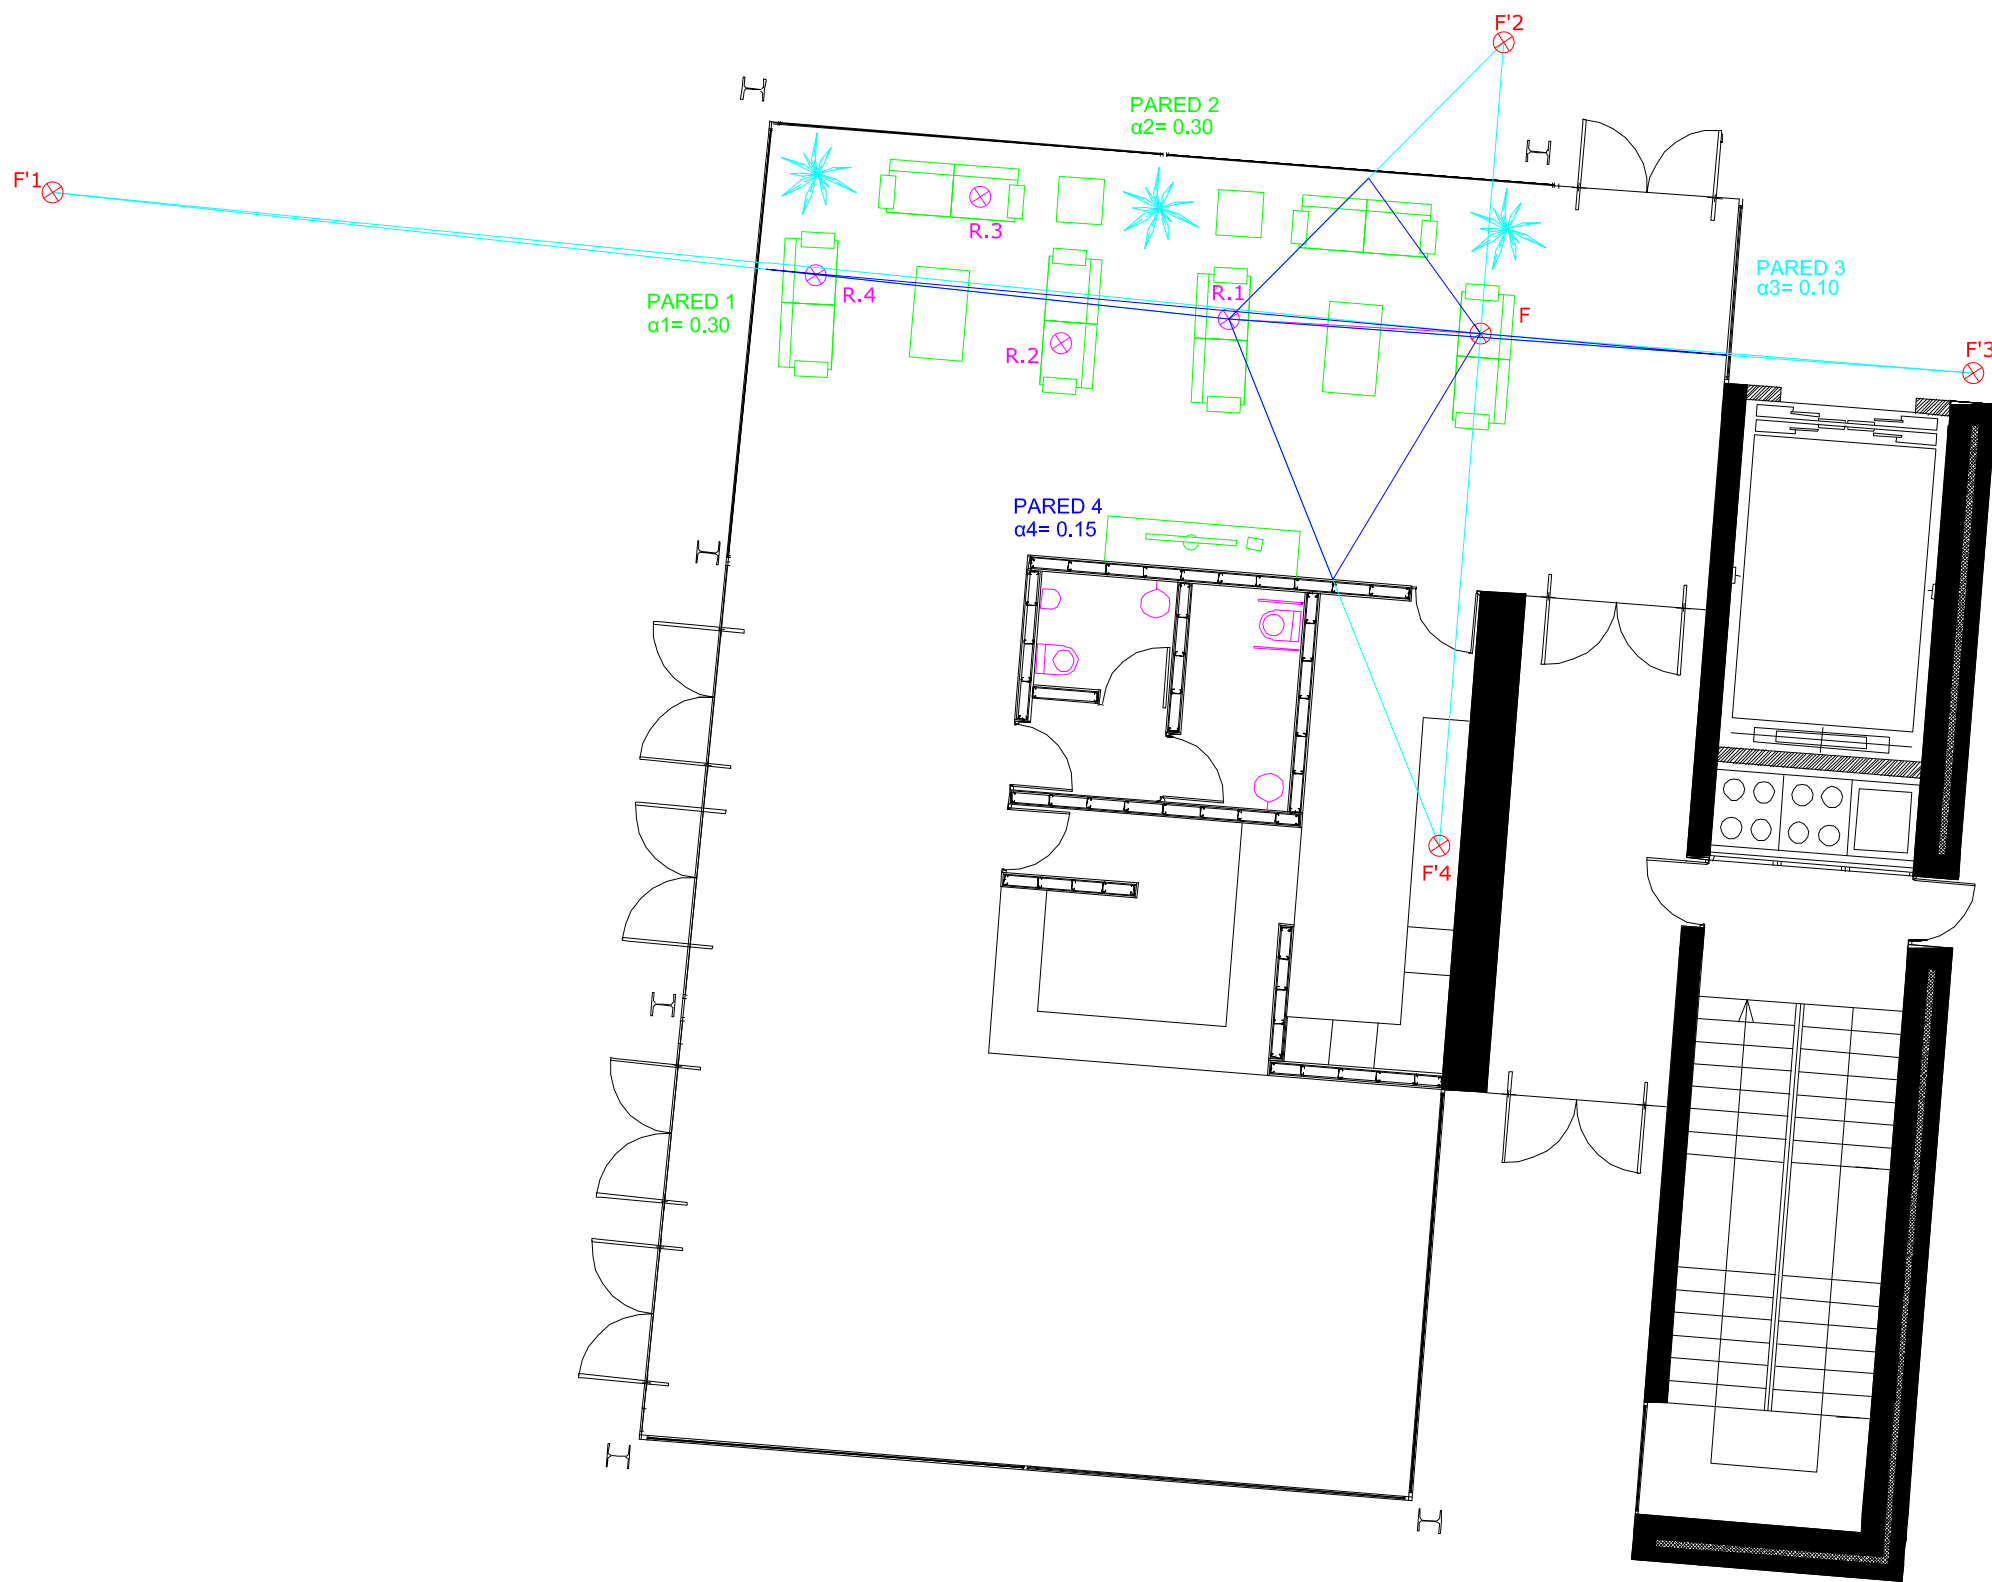 F'2
PARED 2
α2= 0.30
F'1
R.3
PARED 3
α3= 0.10
R.4
R.1
PARED 1
α1= 0.30
F
R.2
F'3
PARED 4
α4= 0.15
F'4